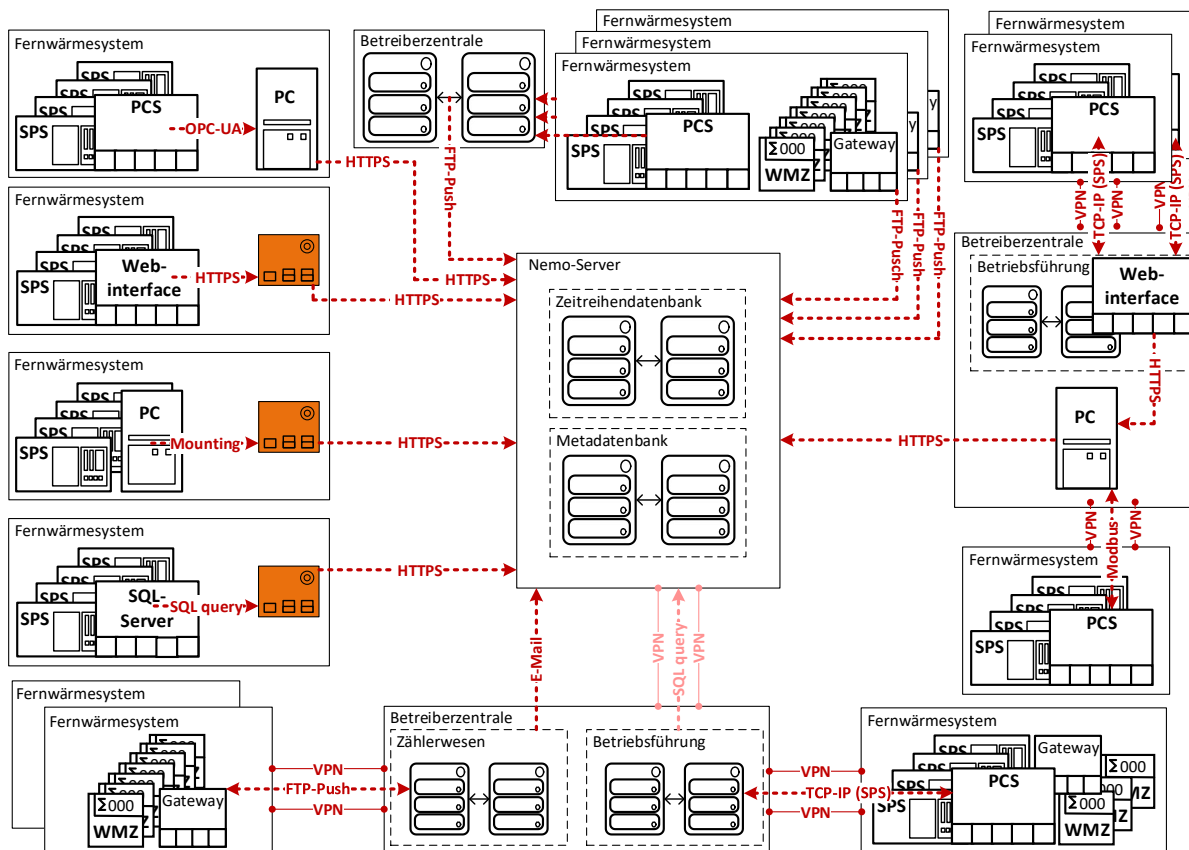 Fernwärmesystem
SPS
PCS
SPS
OPC-UA
PC
HTTPS
Fernwärmesystem
SPS
Web-
interface
SPS
HTTPS
HTTPS
Fernwärmesystem
SPS
PC
SPS
Mounting
HTTPS
Fernwärmesystem
SPS
SQL-
Server
SPS
SQL query
HTTPS
Betreiberzentrale
FTP-Push
HTTPS
Fernwärmesystem
Fernwärmesystem
Fernwärmesystem
SPS
PCS
SPS
Σ000
WMZ
Gateway
y
FTP-Pusch
FTP-Push
FTP-Push
Nemo-Server
Zeitreihendatenbank
Metadatenbank
Fernwärmesystem
Fernwärmesystem
SPS
PCS
SPS
VPN
TCP-IP (SPS)
VPN
VPN
TCP-IP (SPS)
Betreiberzentrale
Betriebsführung
Web-
interface
HTTPS
PC
HTTPS
VPN
Modbus
VPN
Fernwärmesystem
SPS
PCS
SPS
E-Mail
VPN
SQL query
VPN
Fernwärmesystem
Fernwärmesystem
Σ000
WMZ
Gateway
VPN
FTP-Push
VPN
Betreiberzentrale
Zählerwesen
Betriebsführung
VPN
TCP-IP (SPS)
VPN
Fernwärmesystem
SPS
PCS
SPS
Gateway
Σ000
MZ
Σ000
WMZ